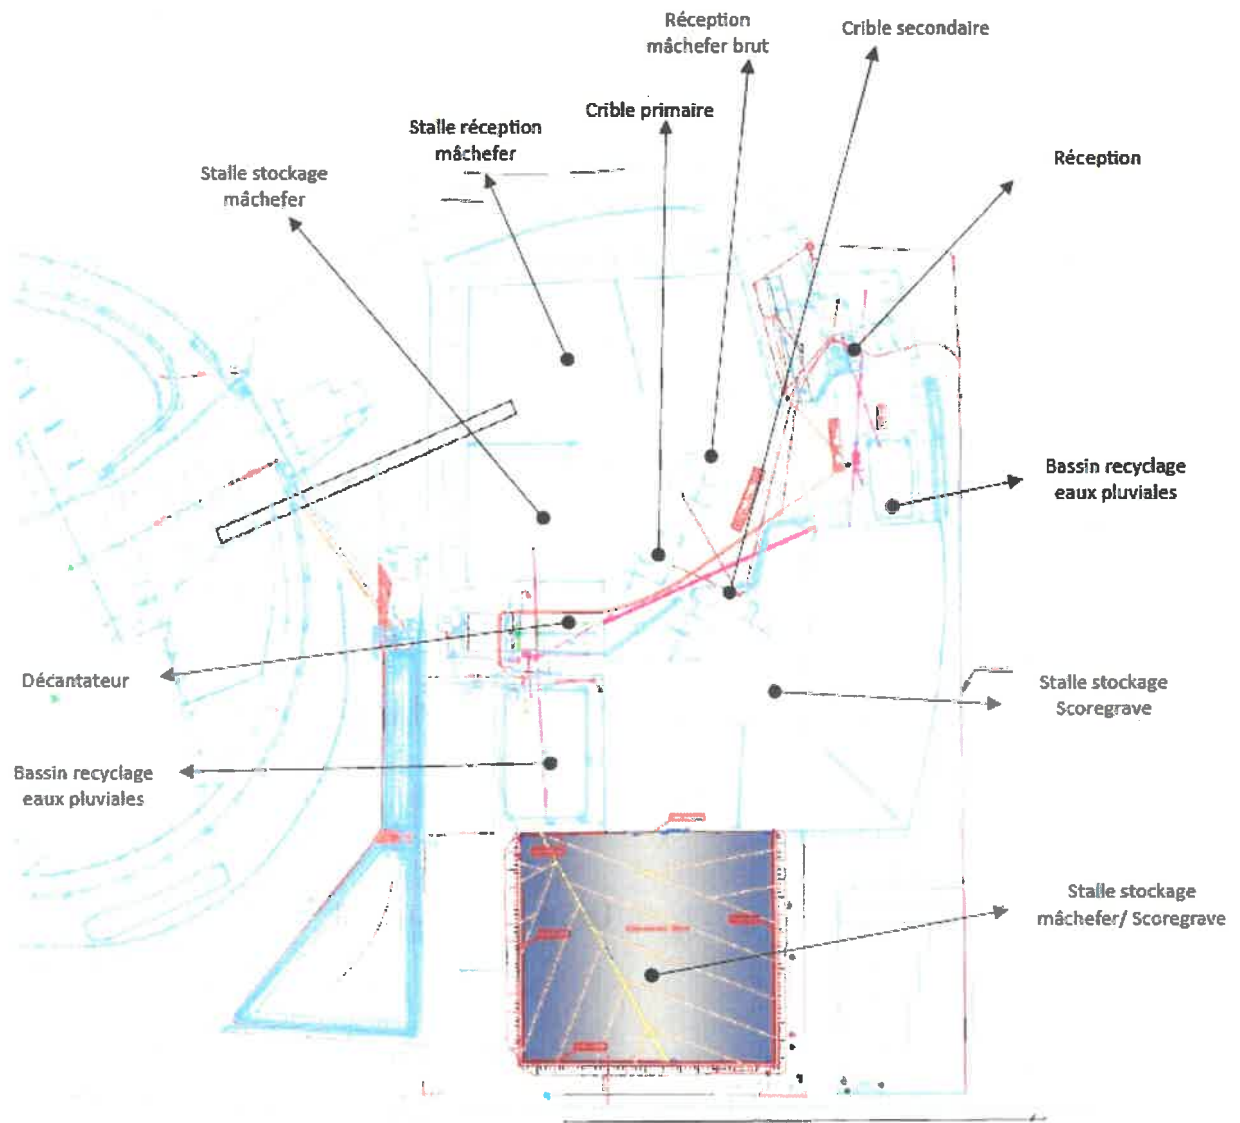 Réception
mâchefer brut
Crible secondaire
Crible primaire
Stalle réception
mâchefer
Réception
Stalle stockage
mâchefer
Bassin recyclage
eaux pluviales
Décantateur
Stalle stockage
Scoregrave
Bassin recyclage
eaux pluviales
Stalle stockage
mâchefer/ Scoregrave